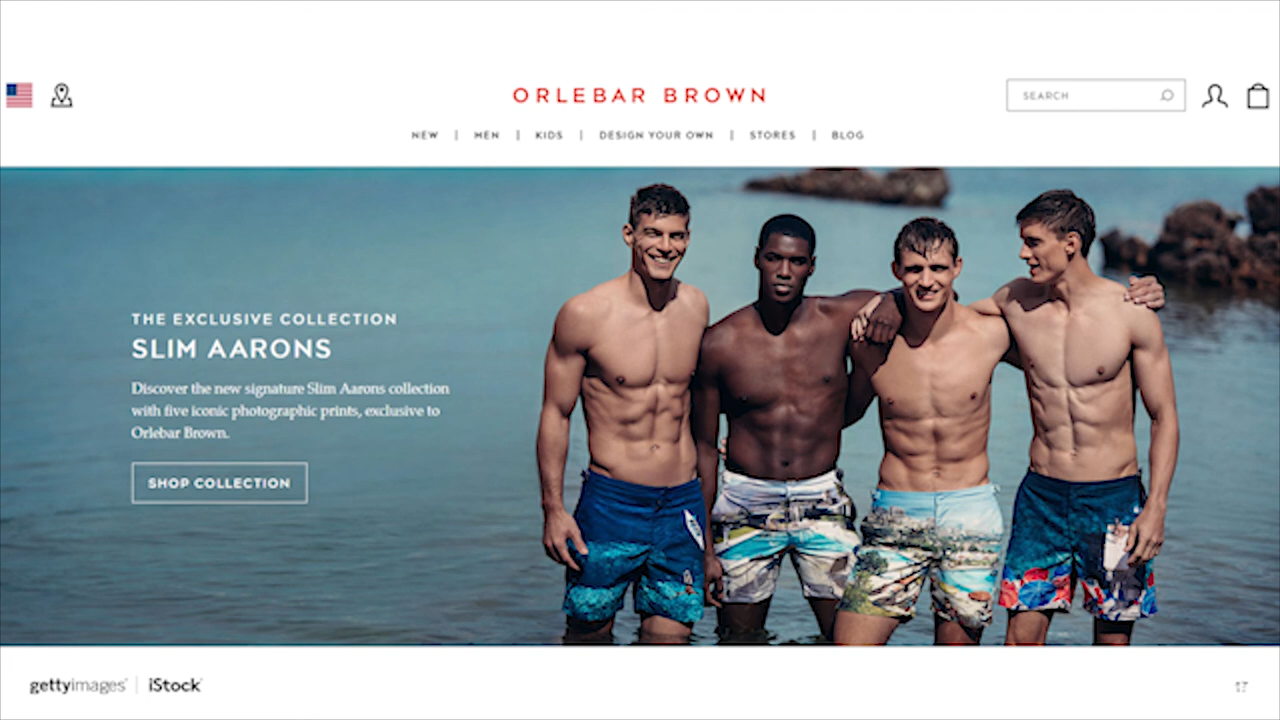 ORLEBAR BROWN
SEARCH
NEW | MEN | KIDS | DESIGN YOUR OWN | STORES | BLOG
THE EXCLUSIVE COLLECTION
SLIM AARONS
Discover the new signature Slim Aarons collection
with five iconic photographic prints, exclusive to
Orlebar Brown.
SHOP COLLECTION
gettyimages | iStock
17